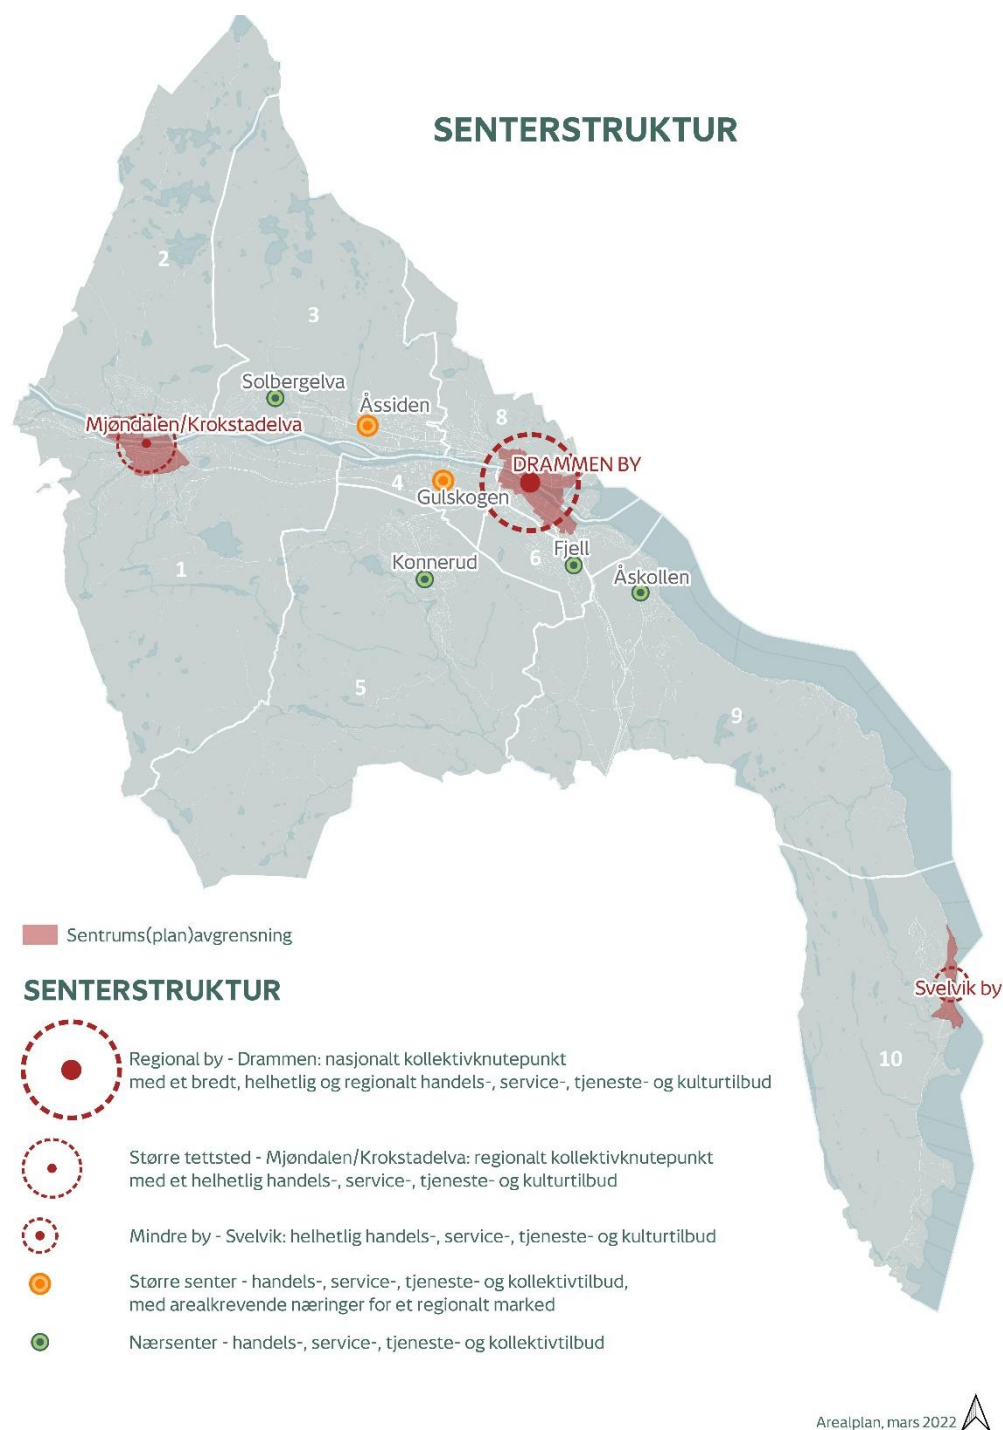 SENTERSTRUKTUR
2
3
Solbergelva
Åssiden
8
Mjøndalen/Krokstadelva
DRAMMEN BY
4
Gulskogen
Fjell
6
Konnerud
Åskollen
1
5
9
Sentrums(plan)avgrensning
SENTERSTRUKTUR
Svelvik by
10
Regional by - Drammen: nasjonalt kollektivknutepunkt
med et bredt, helhetlig og regionalt handels-, service-, tjeneste- og kulturtilbud
Større tettsted - Mjøndalen/Krokstadelva: regionalt kollektivknutepunkt
med et helhetlig handels-, service-, tjeneste- og kulturtilbud
Mindre by - Svelvik: helhetlig handels-, service-, tjeneste- og kulturtilbud
Større senter - handels-, service-, tjeneste- og kollektivtilbud,
med arealkrevende næringer for et regionalt marked
Nærsenter - handels-, service-, tjeneste- og kollektivtilbud
Arealplan, mars 2022